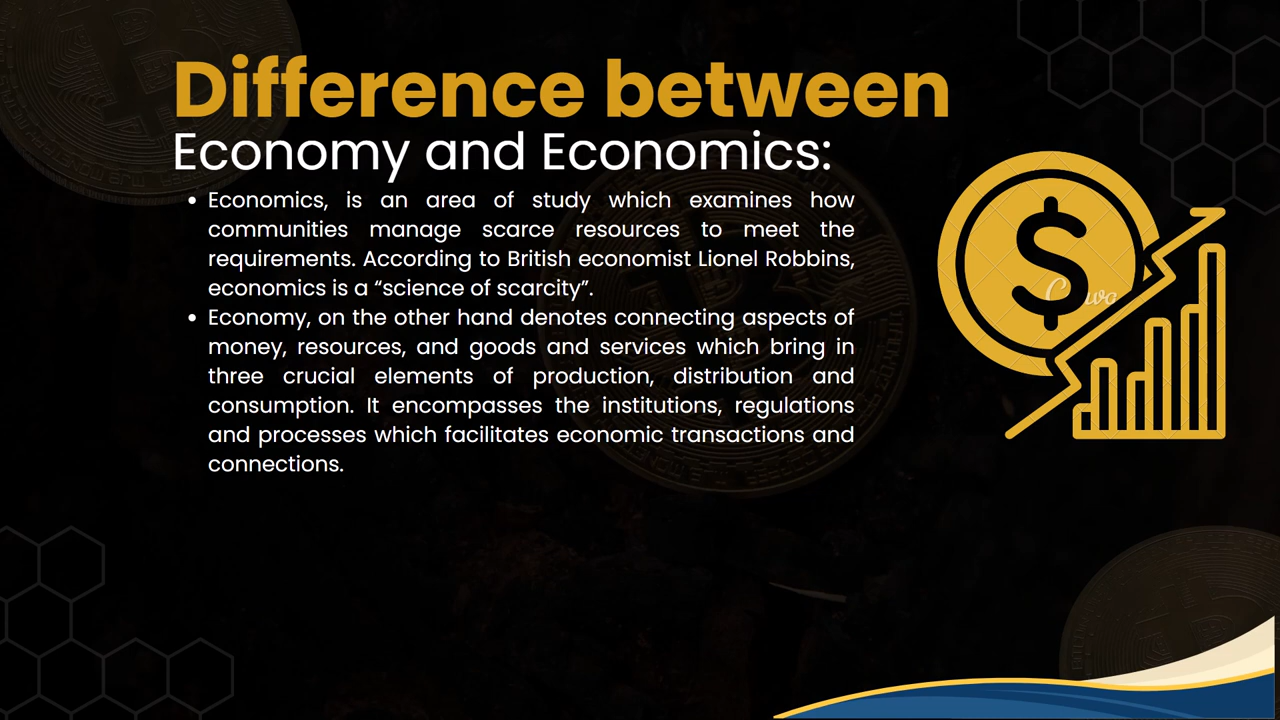 Difference between
Economy and Economics:
• Economics, is an area of study which examines how
communities manage scarce resources to meet the
requirements. According to British economist Lionel Robbins,
economics is a “science of scarcity”.
• Economy, on the other hand denotes connecting aspects of
money, resources, and goods and services which bring in
three crucial elements of production, distribution and
consumption. It encompasses the institutions, regulations
and processes which facilitates economic transactions and
connections.
$